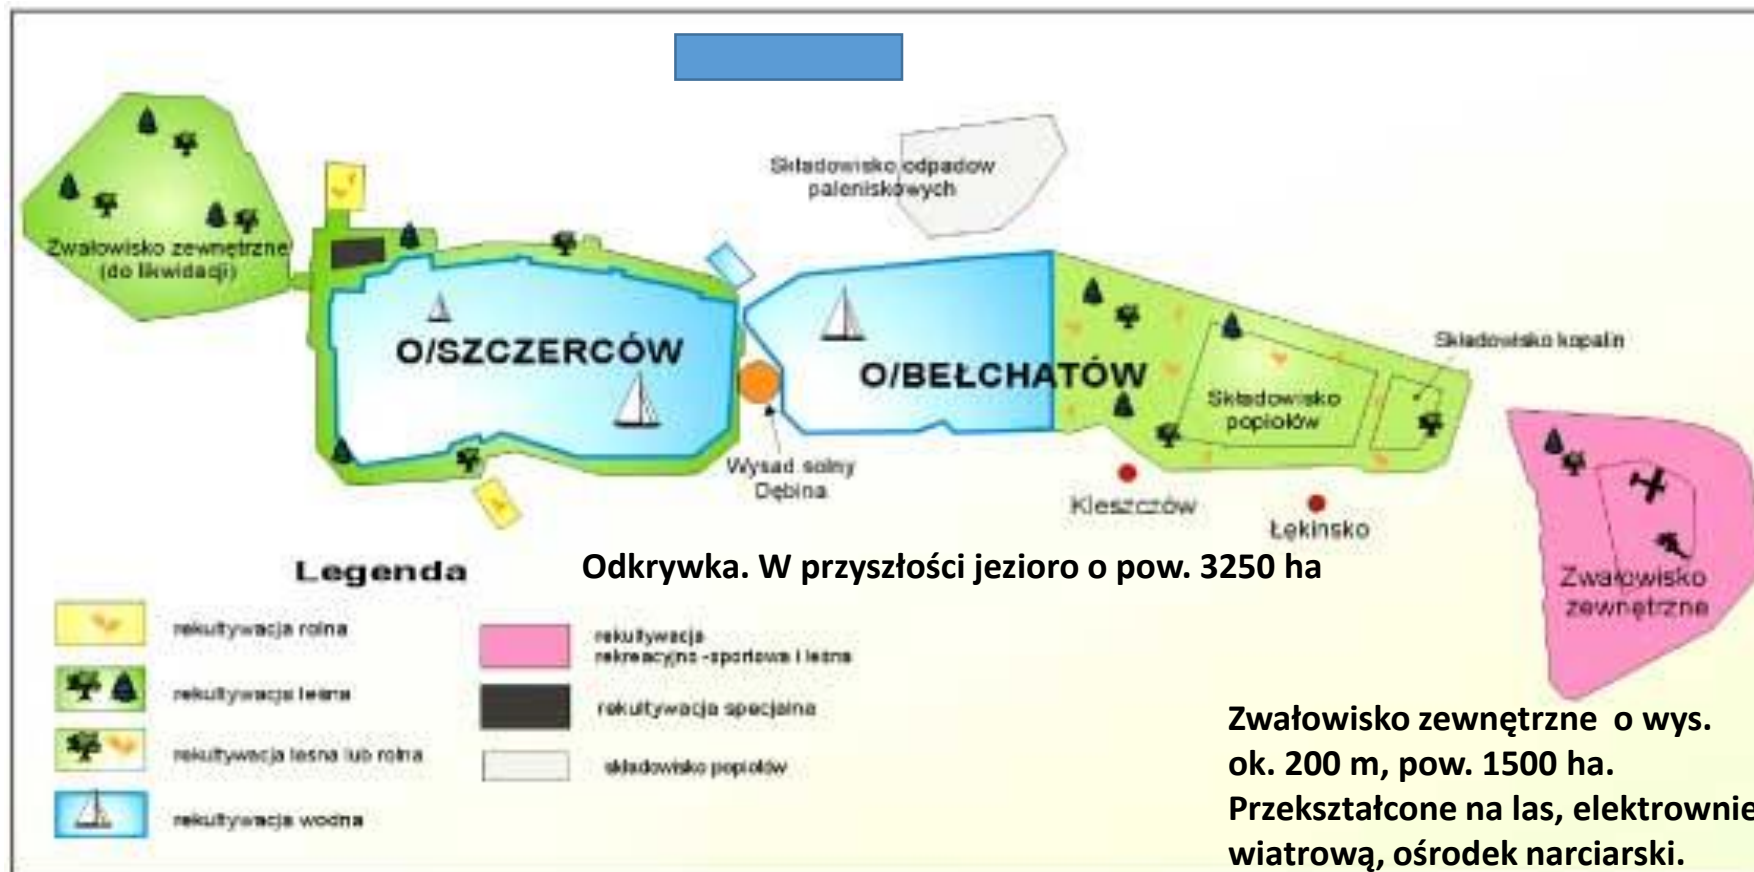 Składowisko odpadow
paleniskowych
Zwałowisko zewnętrzne
(do likwidacji)
O/SZCZERCÓW
O/BEŁCHATÓW
Składowisko kopalin
Składowisko
popiołów
Wysad solny
Dębina
Kleszczów
Łękinsko
Zwałowisko
zewnętrzne
Odkrywka. W przyszłości jezioro o pow. 3250 ha
Legenda
rekultywacja rolna
rekultywacja leśna
rekultywacja lesna lub rolna
rekultywacja wodna
rekultywacja
rekreacyjno -sportowa i leśna
rekultywacja specjalna
składowisko popiołów
Zwałowisko zewnętrzne o wys.
ok. 200 m, pow. 1500 ha.
Przekształcone na las, elektrownie
wiatrową, ośrodek narciarski.